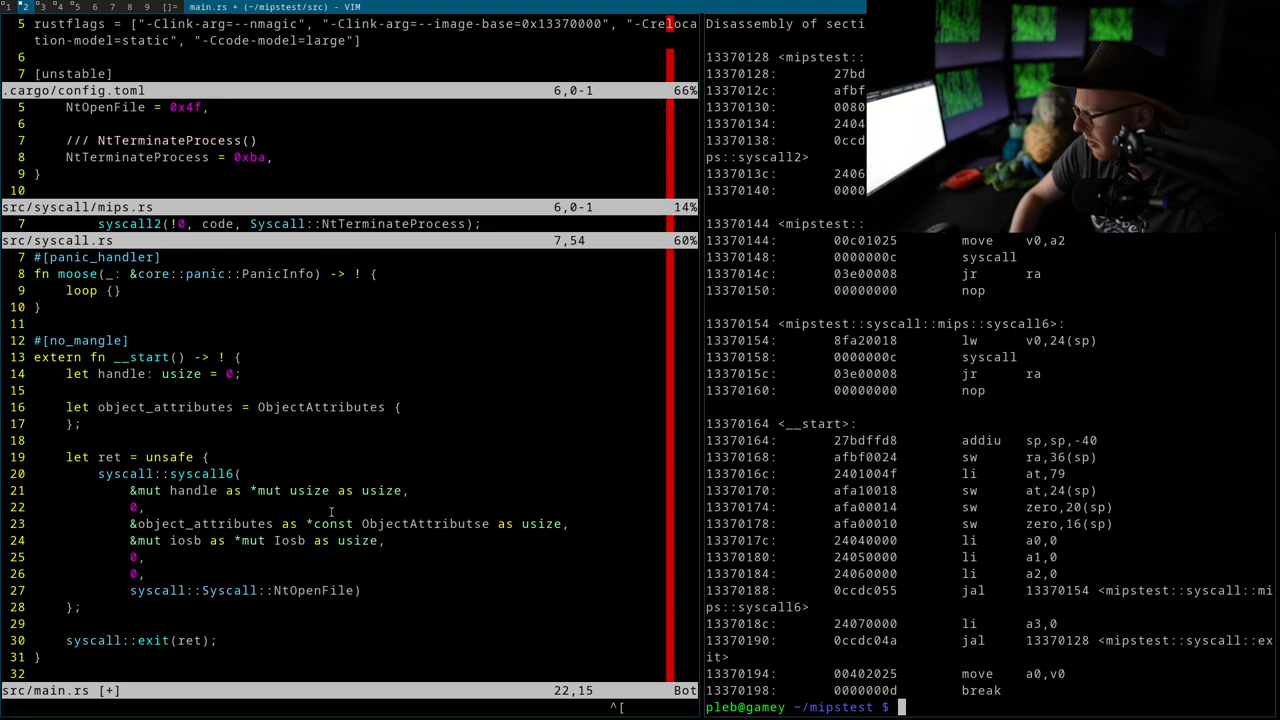 1 2 3 4 5 6 7 8 9 []= main.rs + (~/mipstest/src) - VIM
5 rustflags = ["-Clink-arg=--nmagic", "-Clink-arg=--image-base=0x13370000", "-Creloca
tion-model=static", "-Ccode-model=large"]
6
7 [unstable]
.cargo/config.toml 6,0-1 66%
5 NtOpenFile = 0x4f,
6
7 /// NtTerminateProcess()
8 NtTerminateProcess = 0xba,
9 }
10
src/syscall/mips.rs 6,0-1 14%
7 syscall2(!0, code, Syscall::NtTerminateProcess);
src/syscall.rs 7,54 60%
7 #[panic_handler]
8 fn moose(_: &core::panic::PanicInfo) -> ! {
9 loop {}
10 }
11
12 #[no_mangle]
13 extern fn __start() -> ! {
14 let handle: usize = 0;
15
16 let object_attributes = ObjectAttributes {
17 };
18
19 let ret = unsafe {
20 syscall::syscall6(
21 &mut handle as *mut usize as usize,
22 0,
23 &object_attributes as *const ObjectAttributse as usize,
24 &mut iosb as *mut Iosb as usize,
25 0,
26 0,
27 syscall::Syscall::NtOpenFile)
28 };
29
30 syscall::exit(ret);
31 }
32
src/main.rs [+] 22,15 Bot
^[
Disassembly of secti
13370128 <mipstest::
13370128: 27bd
1337012c: afbf
13370130: 0080
13370134: 2404
13370138: 0ccd
ps::syscall2>
1337013c: 2406
13370140: 0000
13370144 <mipstest::
13370144: 00c01025 move v0,a2
13370148: 0000000c syscall
1337014c: 03e00008 jr ra
13370150: 00000000 nop
13370154 <mipstest::syscall::mips::syscall6>:
13370154: 8fa20018 lw v0,24(sp)
13370158: 0000000c syscall
1337015c: 03e00008 jr ra
13370160: 00000000 nop
13370164 <__start>:
13370164: 27bdffd8 addiu sp,sp,-40
13370168: afbf0024 sw ra,36(sp)
1337016c: 2401004f li at,79
13370170: afa10018 sw at,24(sp)
13370174: afa00014 sw zero,20(sp)
13370178: afa00010 sw zero,16(sp)
1337017c: 24040000 li a0,0
13370180: 24050000 li a1,0
13370184: 24060000 li a2,0
13370188: 0ccdc055 jal 13370154 <mipstest::syscall::mi
ps::syscall6>
1337018c: 24070000 li a3,0
13370190: 0ccdc04a jal 13370128 <mipstest::syscall::ex
it>
13370194: 00402025 move a0,v0
13370198: 0000000d break
pleb@gamey ~/mipstest $